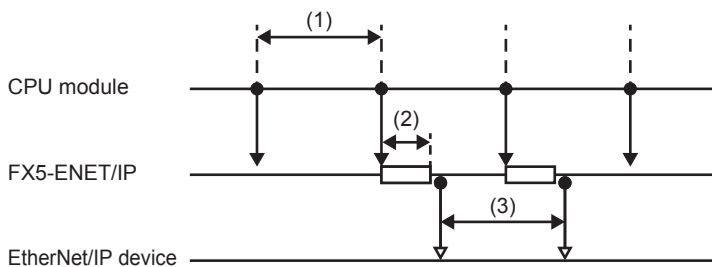 (1)
CPU module
(2)
FX5-ENET/IP
(3)
EtherNet/IP device